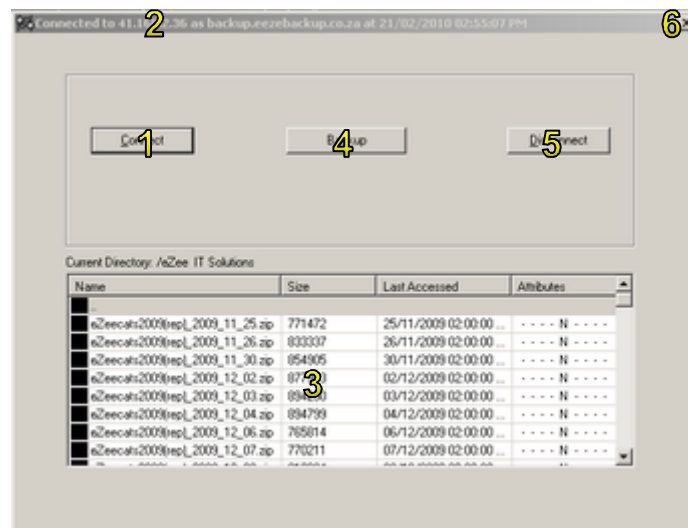 Connected to 41. 2.36 as backup.eezebackup.co.za at 21/02/2010 02:55:07 PM
2
6
1
4
5
Current Directory: /eZee IT Solutions
Name Size Last Accessed Attributes
..
eZeecats2009(rep)_2009_11_25.zip 771472 25/11/2009 02:00:00 ... - - - - N - - - -
eZeecats2009(rep)_2009_11_26.zip 833337 26/11/2009 02:00:00 ... - - - - N - - - -
eZeecats2009(rep)_2009_11_30.zip 854905 30/11/2009 02:00:00 ... - - - - N - - - -
eZeecats2009(rep)_2009_12_02.zip 02/12/2009 02:00:00 ... - - - - N - - - -
3
eZeecats2009(rep)_2009_12_03.zip 03/12/2009 02:00:00 ... - - - - N - - - -
eZeecats2009(rep)_2009_12_04.zip 894799 04/12/2009 02:00:00 ... - - - - N - - - -
eZeecats2009(rep)_2009_12_06.zip 765814 06/12/2009 02:00:00 ... - - - - N - - - -
eZeecats2009(rep)_2009_12_07.zip 770211 07/12/2009 02:00:00 ... - - - - N - - - -